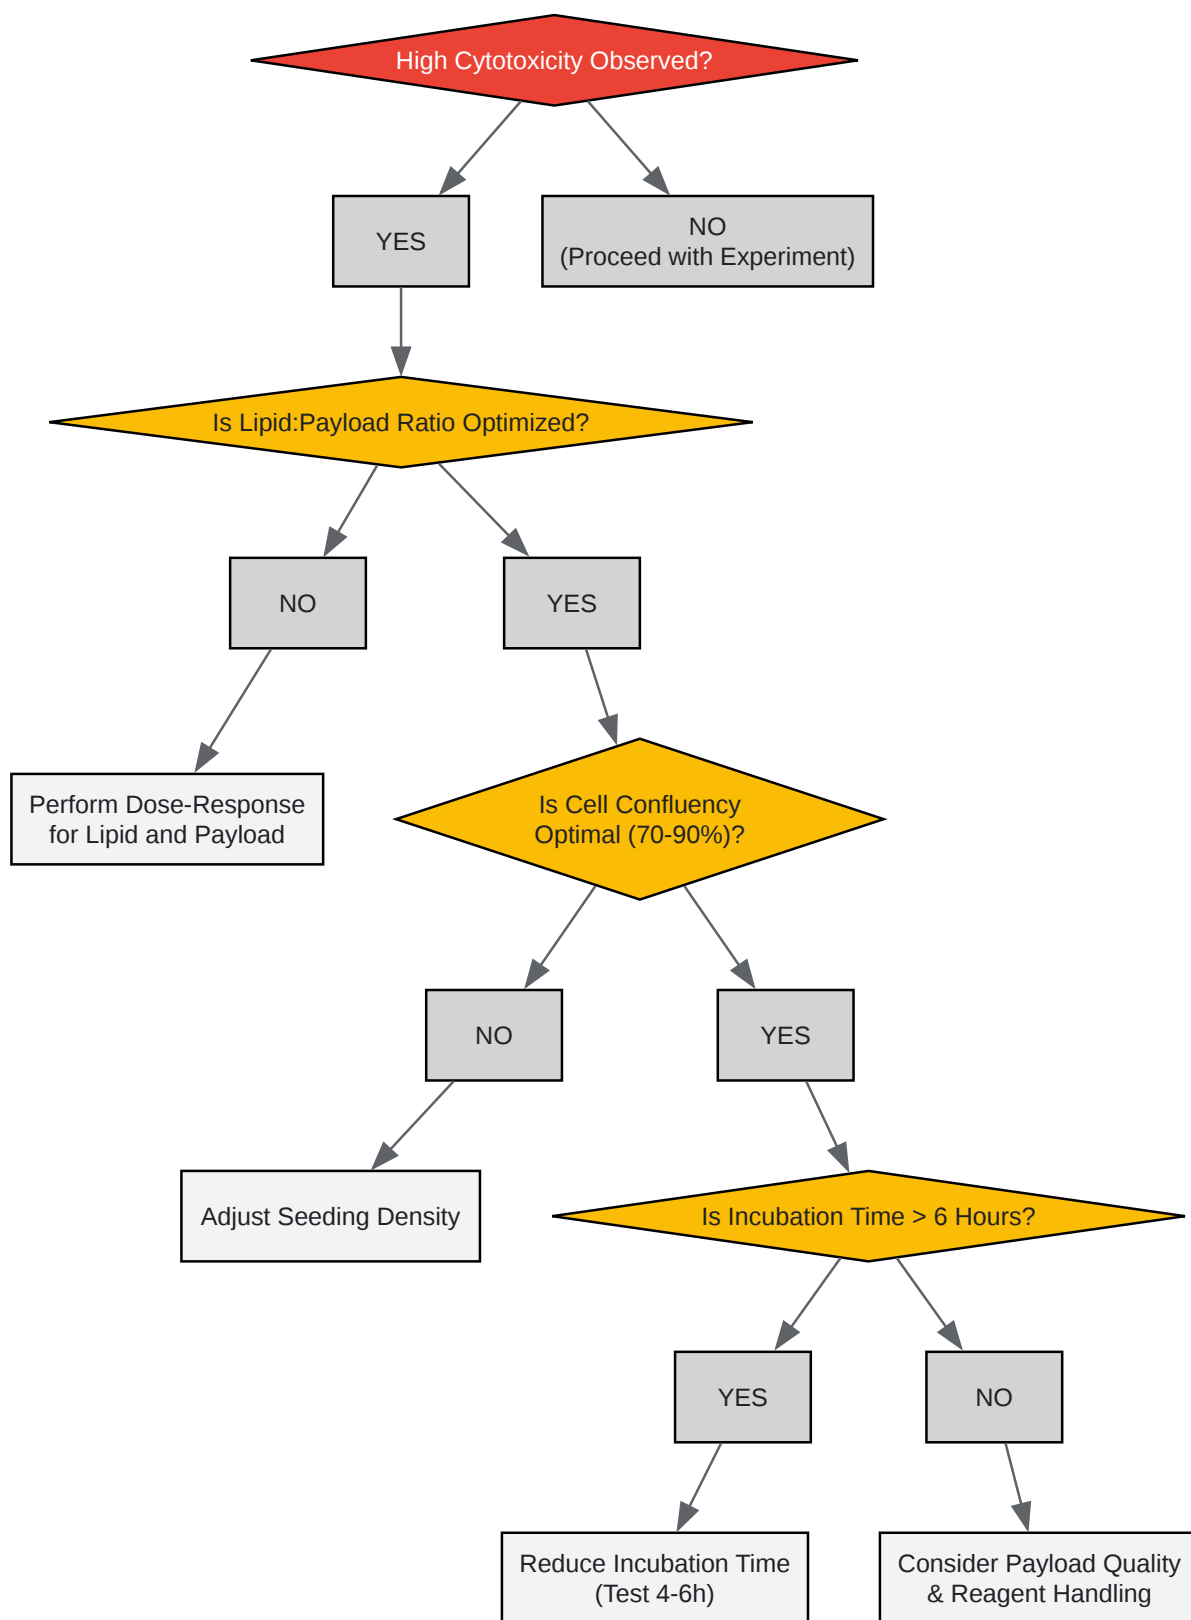 High Cytotoxicity Observed?
YES
NO
(Proceed with Experiment)
Is Lipid:Payload Ratio Optimized?
NO
YES
Perform Dose-Response
for Lipid and Payload
Is Cell Confluency
Optimal (70-90%)?
NO
YES
Adjust Seeding Density
Is Incubation Time > 6 Hours?
YES
NO
Reduce Incubation Time
(Test 4-6h)
Consider Payload Quality
& Reagent Handling